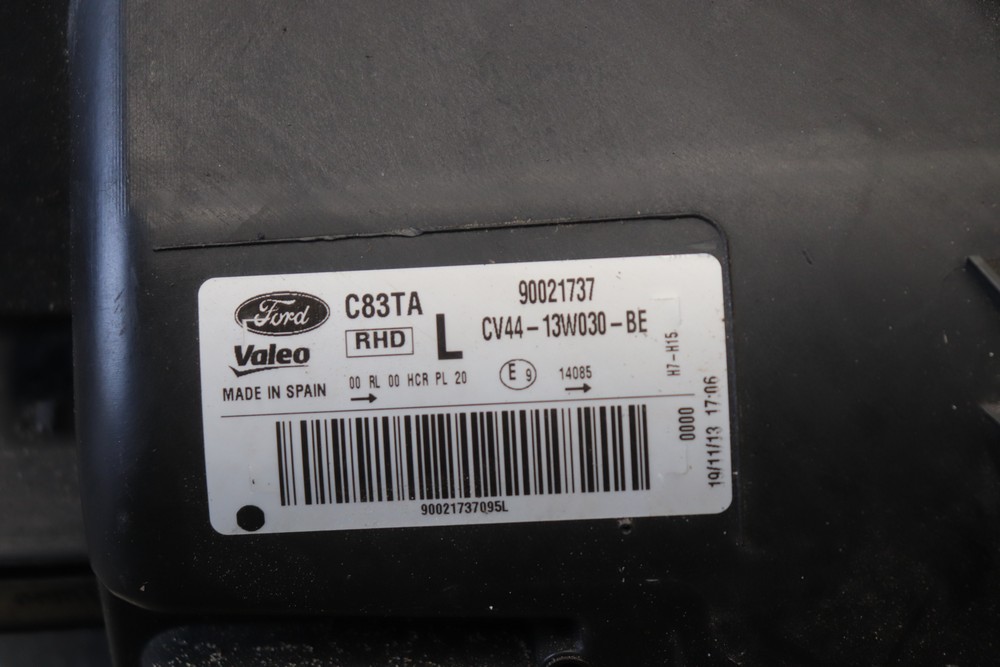 Ford
C83TA
90021737
Valeo
RHD
L
CV44-13W030-BE
MADE IN SPAIN
00 RL 00 HCR PL 20
E 9
14085
H7-H15
0000
19/11/13 17:06
90021737095L